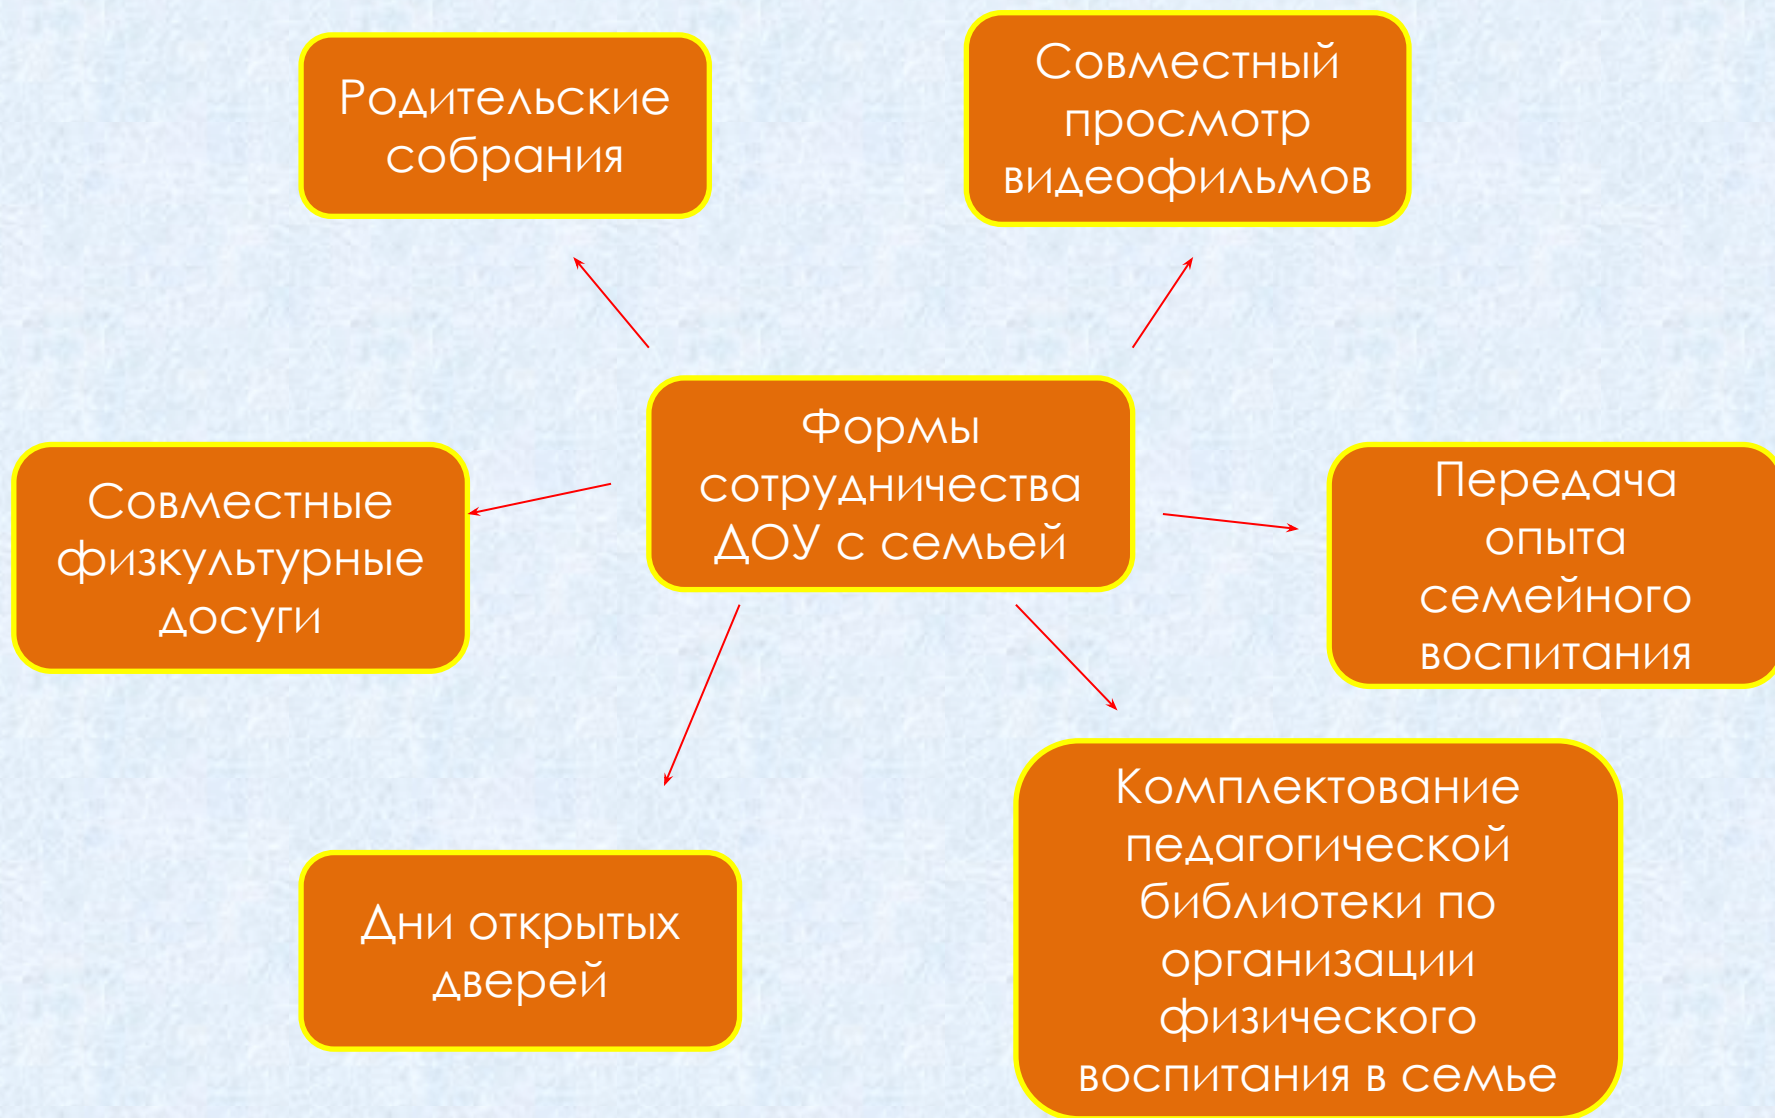 Родительские
собрания
Совместный
просмотр
видеофильмов
Формы
сотрудничества
ДОУ с семьей
Совместные
физкультурные
досуги
Передача
опыта
семейного
воспитания
Дни открытых
дверей
Комплектование
педагогической
библиотеки по
организации
физического
воспитания в семье